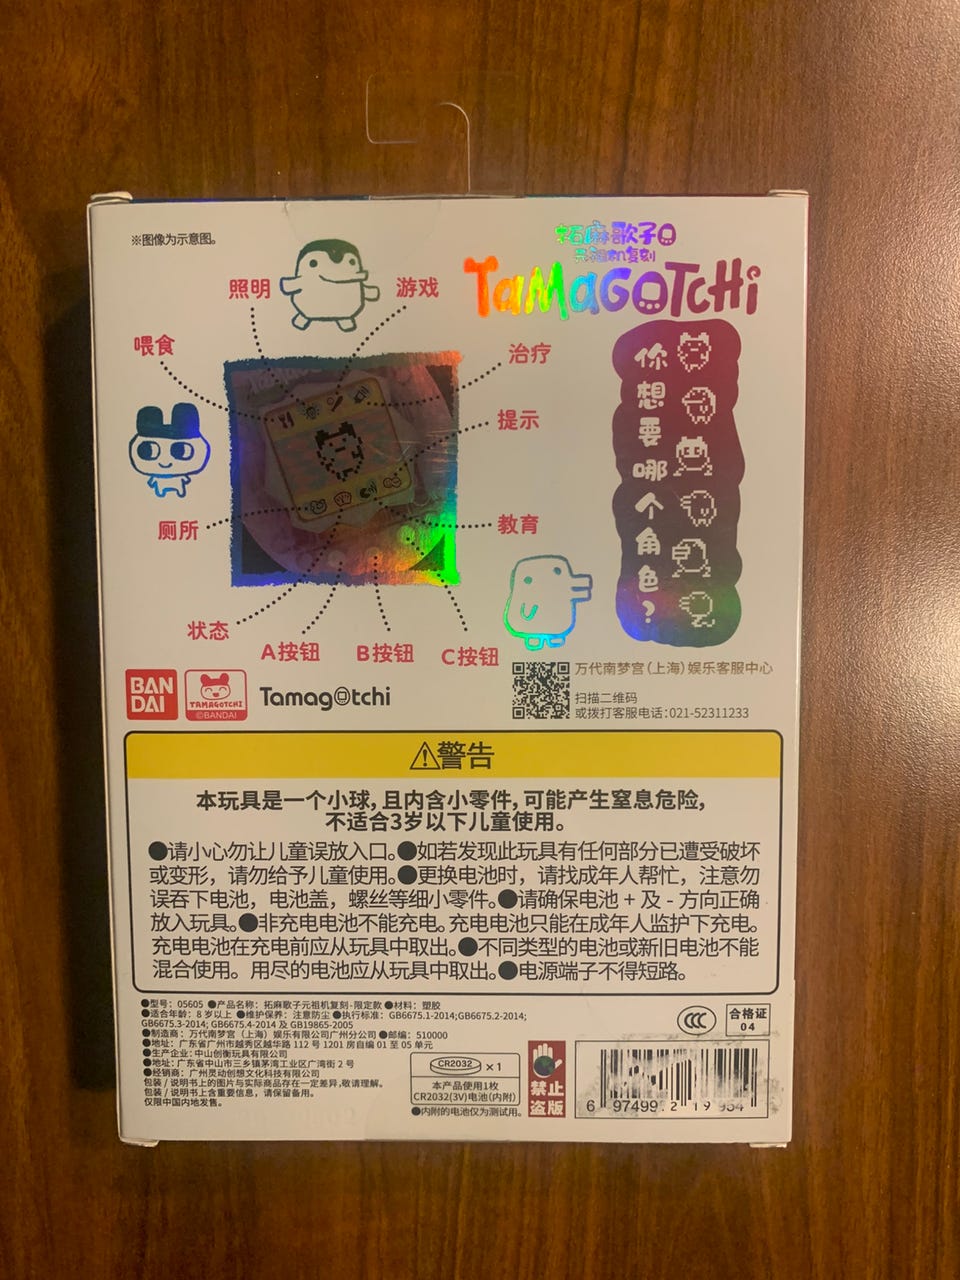 ※图像为示意图。
拓麻歌子
元祖机复刻
TaMaGOTCHi
照明
游戏
喂食
治疗
提示
厕所
教育
状态
A按钮
B按钮
C按钮
你想要哪个角色?
BAN
DAI
TAMAGOTCHI
©BANDAI
Tamagotchi
万代南梦宫(上海)娱乐客服中心
扫描二维码
或拨打客服电话:021-52311233
⚠警告
本玩具是一个小球,且内含小零件,可能产生窒息危险,
不适合3岁以下儿童使用。
●请小心勿让儿童误放入口。●如若发现此玩具有任何部分已遭受破坏
或变形,请勿给予儿童使用。●更换电池时,请找成年人帮忙,注意勿
误吞下电池,电池盖,螺丝等细小零件。●请确保电池 + 及 - 方向正确
放入玩具。●非充电电池不能充电。充电电池只能在成年人监护下充电。
充电电池在充电前应从玩具中取出。●不同类型的电池或新旧电池不能
混合使用。用尽的电池应从玩具中取出。●电源端子不得短路。
●型号: 05605 ●产品名称: 拓麻歌子元祖机复刻-限定款 ●材料: 塑胶
●适合年龄: 8 岁以上 ●维护保养: 注意防尘 ●执行标准: GB6675.1-2014;GB6675.2-2014;
GB6675.3-2014; GB6675.4-2014 及 GB19865-2005
●制造商: 万代南梦宫(上海)娱乐有限公司广州分公司 ●邮编: 510000
●地址: 广东省广州市越秀区越华路 112 号 1201 房自编 01 至 05 单元
●生产企业: 中山创衡玩具有限公司
●地址: 广东省中山市三乡镇茅湾工业区广湾街 2 号
●经销商: 广州灵动创想文化科技有限公司
包装 / 说明书上的图片与实际商品存在一定差异,敬请理解。
包装 / 说明书上含重要信息,请保留备用。
仅限中国内地发售。
CR2032 ×1
本产品使用1枚
CR2032(3V)电池(内附)
●内附的电池仅为测试用。
禁止
盗版
CCC
合格证
04